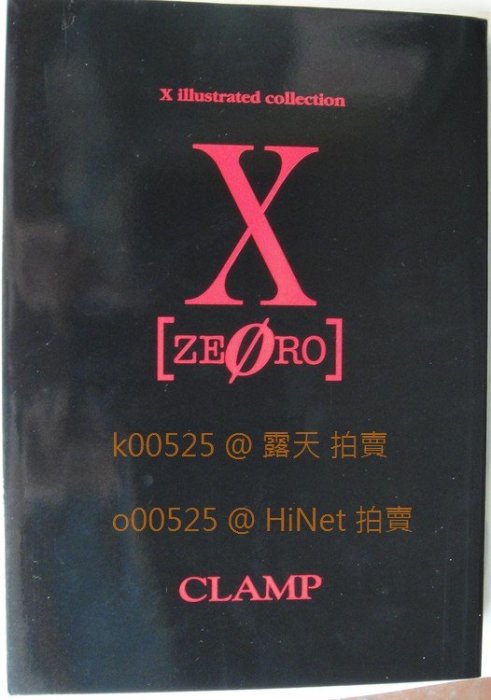 X illustrated collection
X
[ZEØRO]
k00525 @ 露天 拍賣
o00525 @ HiNet 拍賣
CLAMP